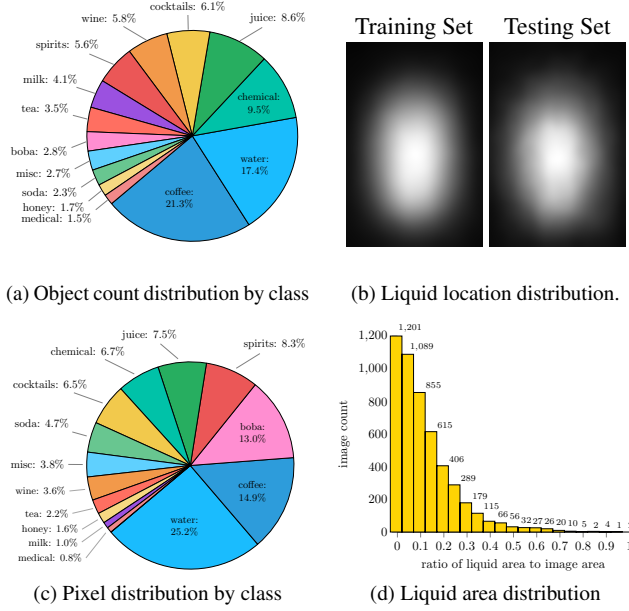 cocktails: 6.1%
wine: 5.8%
juice: 8.6%
spirits: 5.6%
milk: 4.1%
chemical:
9.5%
tea: 3.5%
boba: 2.8%
water:
17.4%
misc: 2.7%
soda: 2.3%
coffee:
21.3%
honey: 1.7%
medical: 1.5%
(a) Object count distribution by class
Training Set
Testing Set
(b) Liquid location distribution.
juice: 7.5%
spirits: 8.3%
chemical: 6.7%
cocktails: 6.5%
boba:
13.0%
soda: 4.7%
misc: 3.8%
coffee:
14.9%
wine: 3.6%
tea: 2.2%
honey: 1.6%
water:
25.2%
milk: 1.0%
medical: 0.8%
(c) Pixel distribution by class
image count
1,200
1,000
800
600
400
200
0
1,201
1,089
855
615
406
289
179
115
66 56 32 27 26 20 10 5 2 4 1
0 0.1 0.2 0.3 0.4 0.5 0.6 0.7 0.8 0.9 1
ratio of liquid area to image area
(d) Liquid area distribution